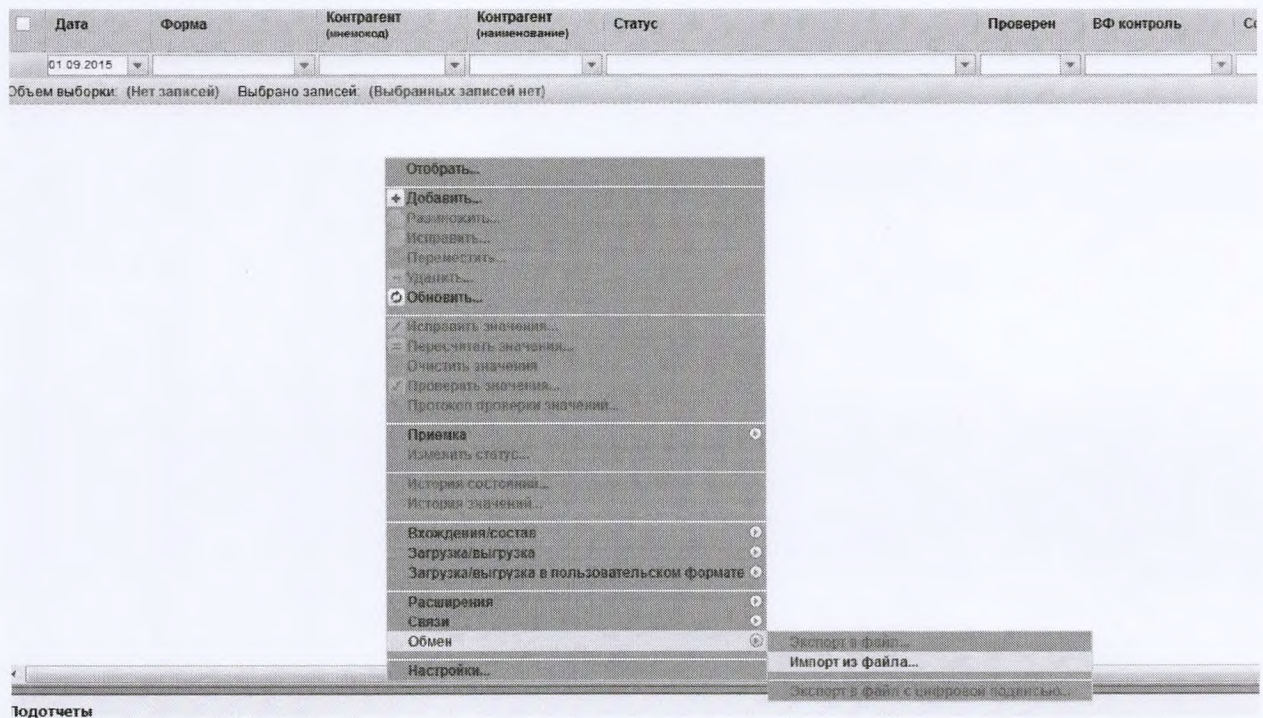 Дата Форма Контрагент (мнемокод) Контрагент (наименование) Статус Проверен ВФ контроль
01.09.2015
Объем выборки: (Нет записей) Выбрано записей: (Выбранных записей нет)
Отобрать...
Добавить...
Размножить...
Исправить...
Переместить...
Удалить...
Обновить...
Исправить значения...
Пересчитать значения...
Очистить значения
Проверить значения...
Протокол проверки значений...
Приемка
Изменить статус...
История состояний...
История значений...
Вхождения/состав
Загрузка/выгрузка
Загрузка/выгрузка в пользовательском формате
Расширения
Связи
Обмен
Экспорт в файл...
Импорт из файла...
Настройки...
Экспорт в файл с цифровой подписью...
Подотчеты